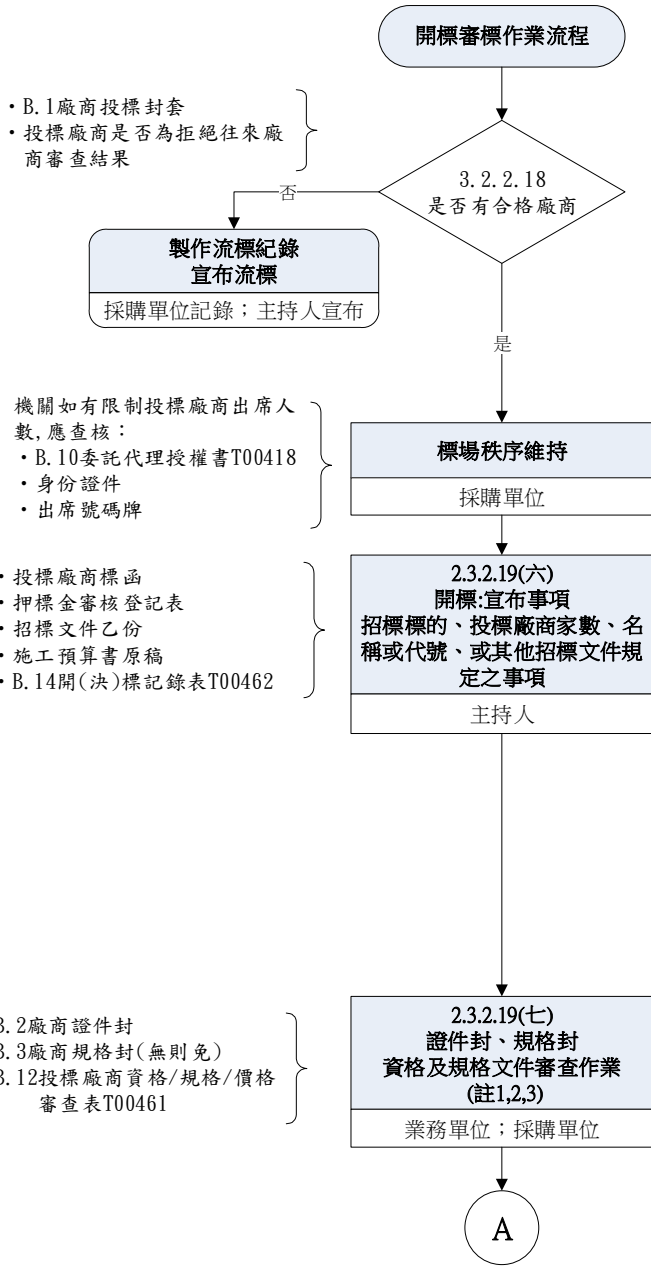 開標審標作業流程
・B.1廠商投標封套
・投標廠商是否為拒絕往來廠
商審查結果
3.2.2.18
是否有合格廠商
否
製作流標紀錄
宣布流標
採購單位記錄；主持人宣布
是
機關如有限制投標廠商出席人
數,應查核：
・B.10委託代理授權書T00418
・身份證件
・出席號碼牌
標場秩序維持
採購單位
・投標廠商標函
・押標金審核登記表
・招標文件乙份
・施工預算書原稿
・B.14開(決)標記錄表T00462
2.3.2.19(六)
開標:宣布事項
招標標的、投標廠商家數、名
稱或代號、或其他招標文件規
定之事項
主持人
3.2廠商證件封
3.3廠商規格封(無則免)
3.12投標廠商資格/規格/價格
審查表T00461
2.3.2.19(七)
證件封、規格封
資格及規格文件審查作業
(註1,2,3)
業務單位；採購單位
A